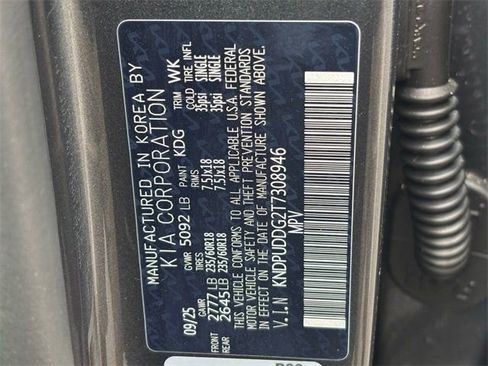 MANUFACTURED IN KOREA BY
KIA CORPORATION
09/25 GVWR 5092 LB PAINT KDG TRIM WK
GAWR TIRES RIMS COLD TIRE INFL
FRONT 2777 LB 235/60R18 7.5Jx18 35psi SINGLE
REAR 2645 LB 235/60R18 7.5Jx18 35psi SINGLE
THIS VEHICLE CONFORMS TO ALL APPLICABLE U.S.A. FEDERAL
MOTOR VEHICLE SAFETY AND THEFT PREVENTION STANDARDS
IN EFFECT ON THE DATE OF MANUFACTURE SHOWN ABOVE.
V.I.N KNDPUDDG2T7308946
MPV